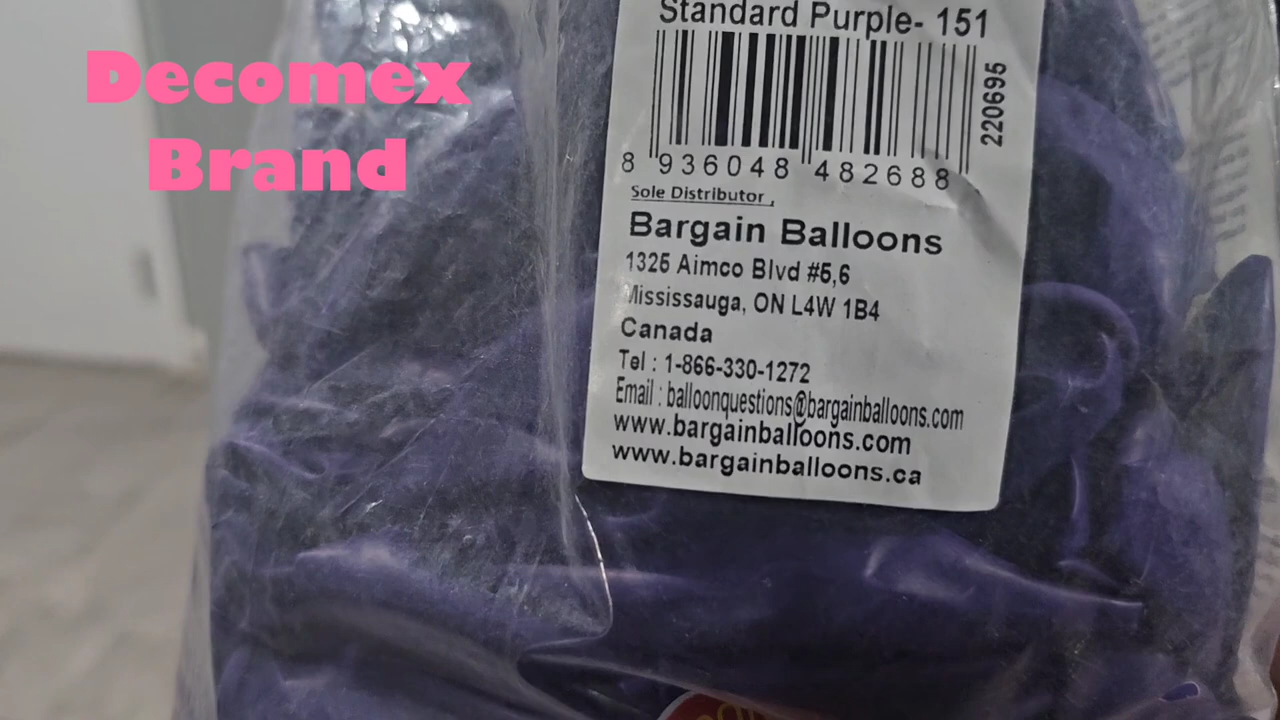 Decomex
Brand
Standard Purple- 151
220695
8 936048 482688
Sole Distributor
Bargain Balloons
1325 Aimco Blvd #5,6
Mississauga, ON L4W 1B4
Canada
Tel : 1-866-330-1272
Email : balloonquestions@bargainballoons.com
www.bargainballoons.com
www.bargainballoons.ca